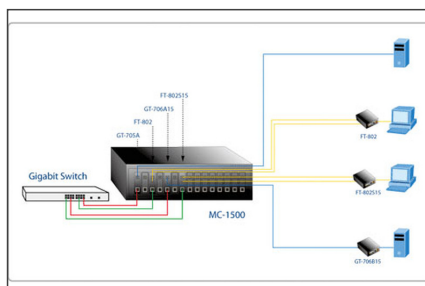 FT-802S15
GT-706A15
FT-802
GT-705A
Gigabit Switch
MC-1500
FT-802
FT-802S15
GT-706B15